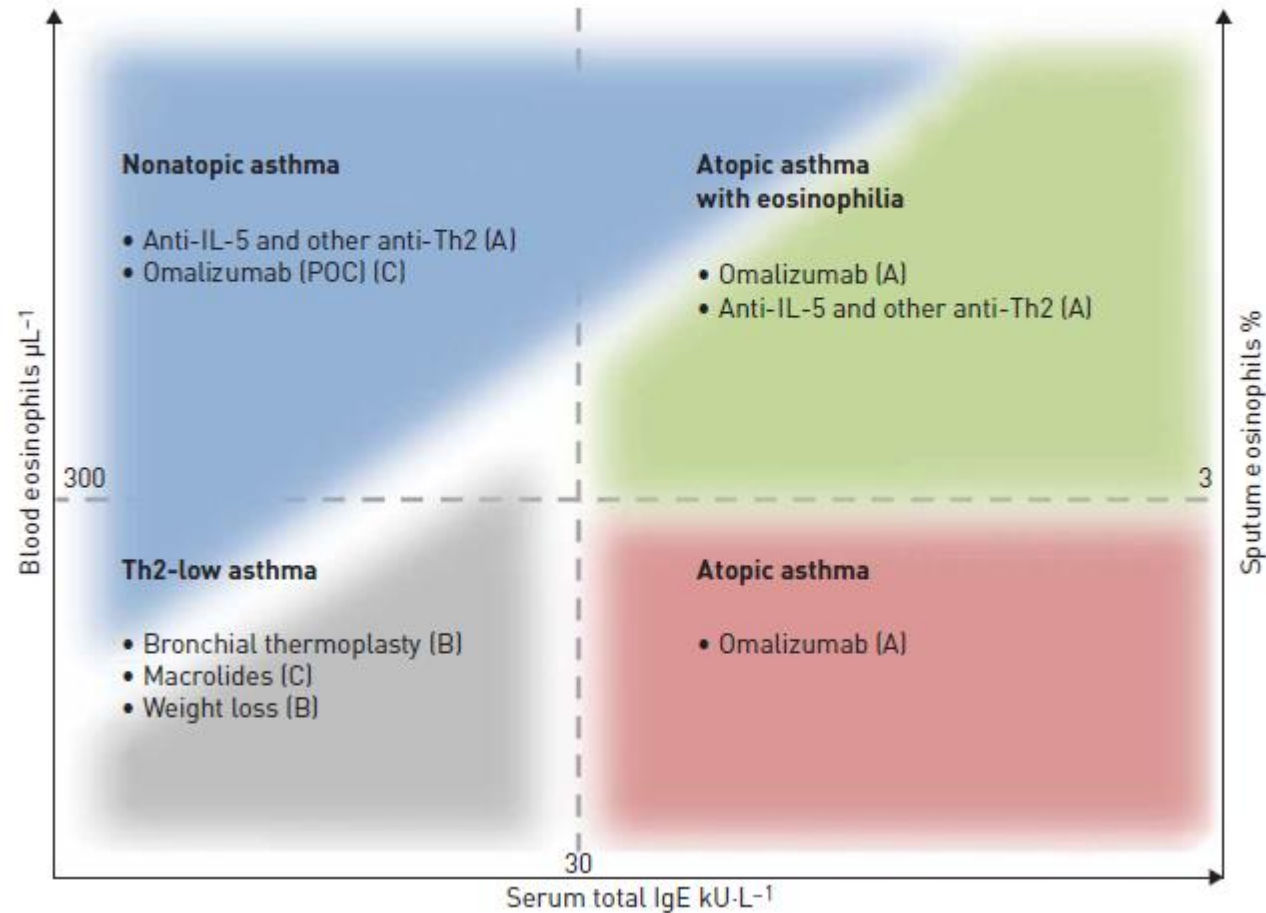 Nonatopic asthma
• Anti-IL-5 and other anti-Th2 (A)
• Omalizumab (POC) (C)
Atopic asthma
with eosinophilia
• Omalizumab (A)
• Anti-IL-5 and other anti-Th2 (A)
Blood eosinophils μL⁻¹
300
3
Sputum eosinophils %
Th2-low asthma
• Bronchial thermoplasty (B)
• Macrolides (C)
• Weight loss (B)
Atopic asthma
• Omalizumab (A)
30
Serum total IgE kU·L⁻¹